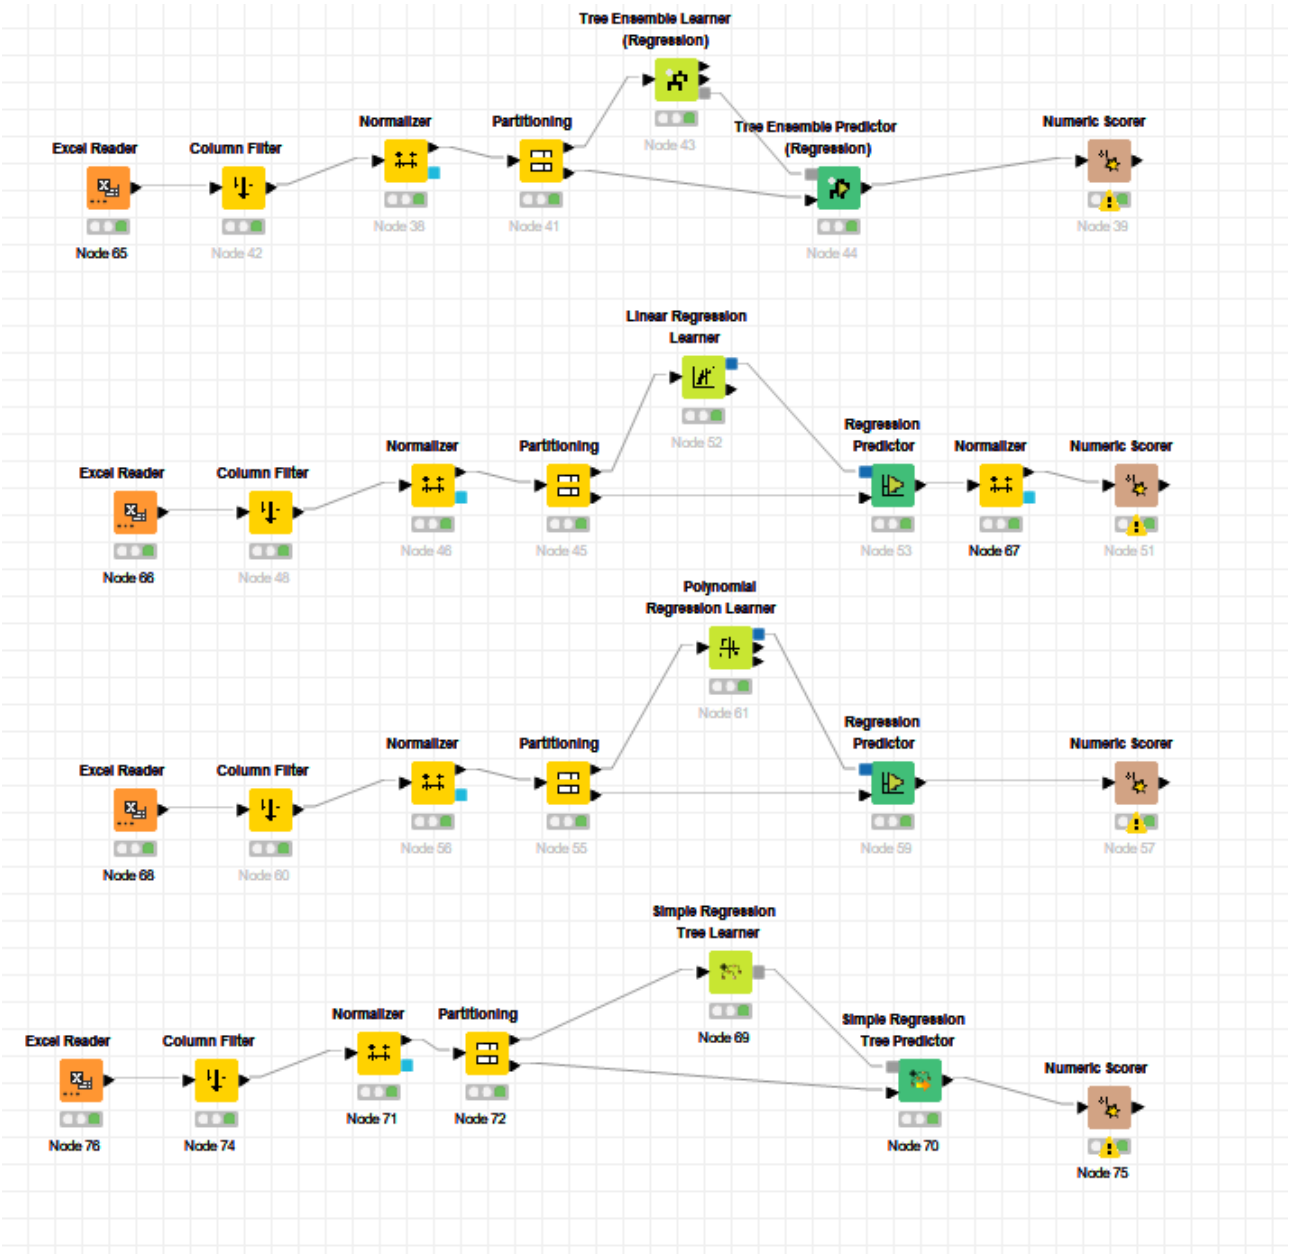 Tree Ensemble Learner
(Regression)
Node 43
Normalizer
Partitioning
Tree Ensemble Predictor
(Regression)
Numeric Scorer
Excel Reader
Column Filter
Node 38
Node 41
Node 39
Node 65
Node 42
Node 44
Linear Regression
Learner
Node 52
Regression
Predictor
Normalizer
Partitioning
Normalizer
Numeric Scorer
Excel Reader
Column Filter
Node 46
Node 45
Node 53
Node 67
Node 51
Node 66
Node 48
Polynomial
Regression Learner
Node 61
Regression
Predictor
Normalizer
Partitioning
Numeric Scorer
Excel Reader
Column Filter
Node 56
Node 55
Node 59
Node 57
Node 68
Node 60
Simple Regression
Tree Learner
Node 69
Normalizer
Partitioning
Simple Regression
Tree Predictor
Excel Reader
Column Filter
Numeric Scorer
Node 71
Node 72
Node 76
Node 74
Node 70
Node 75